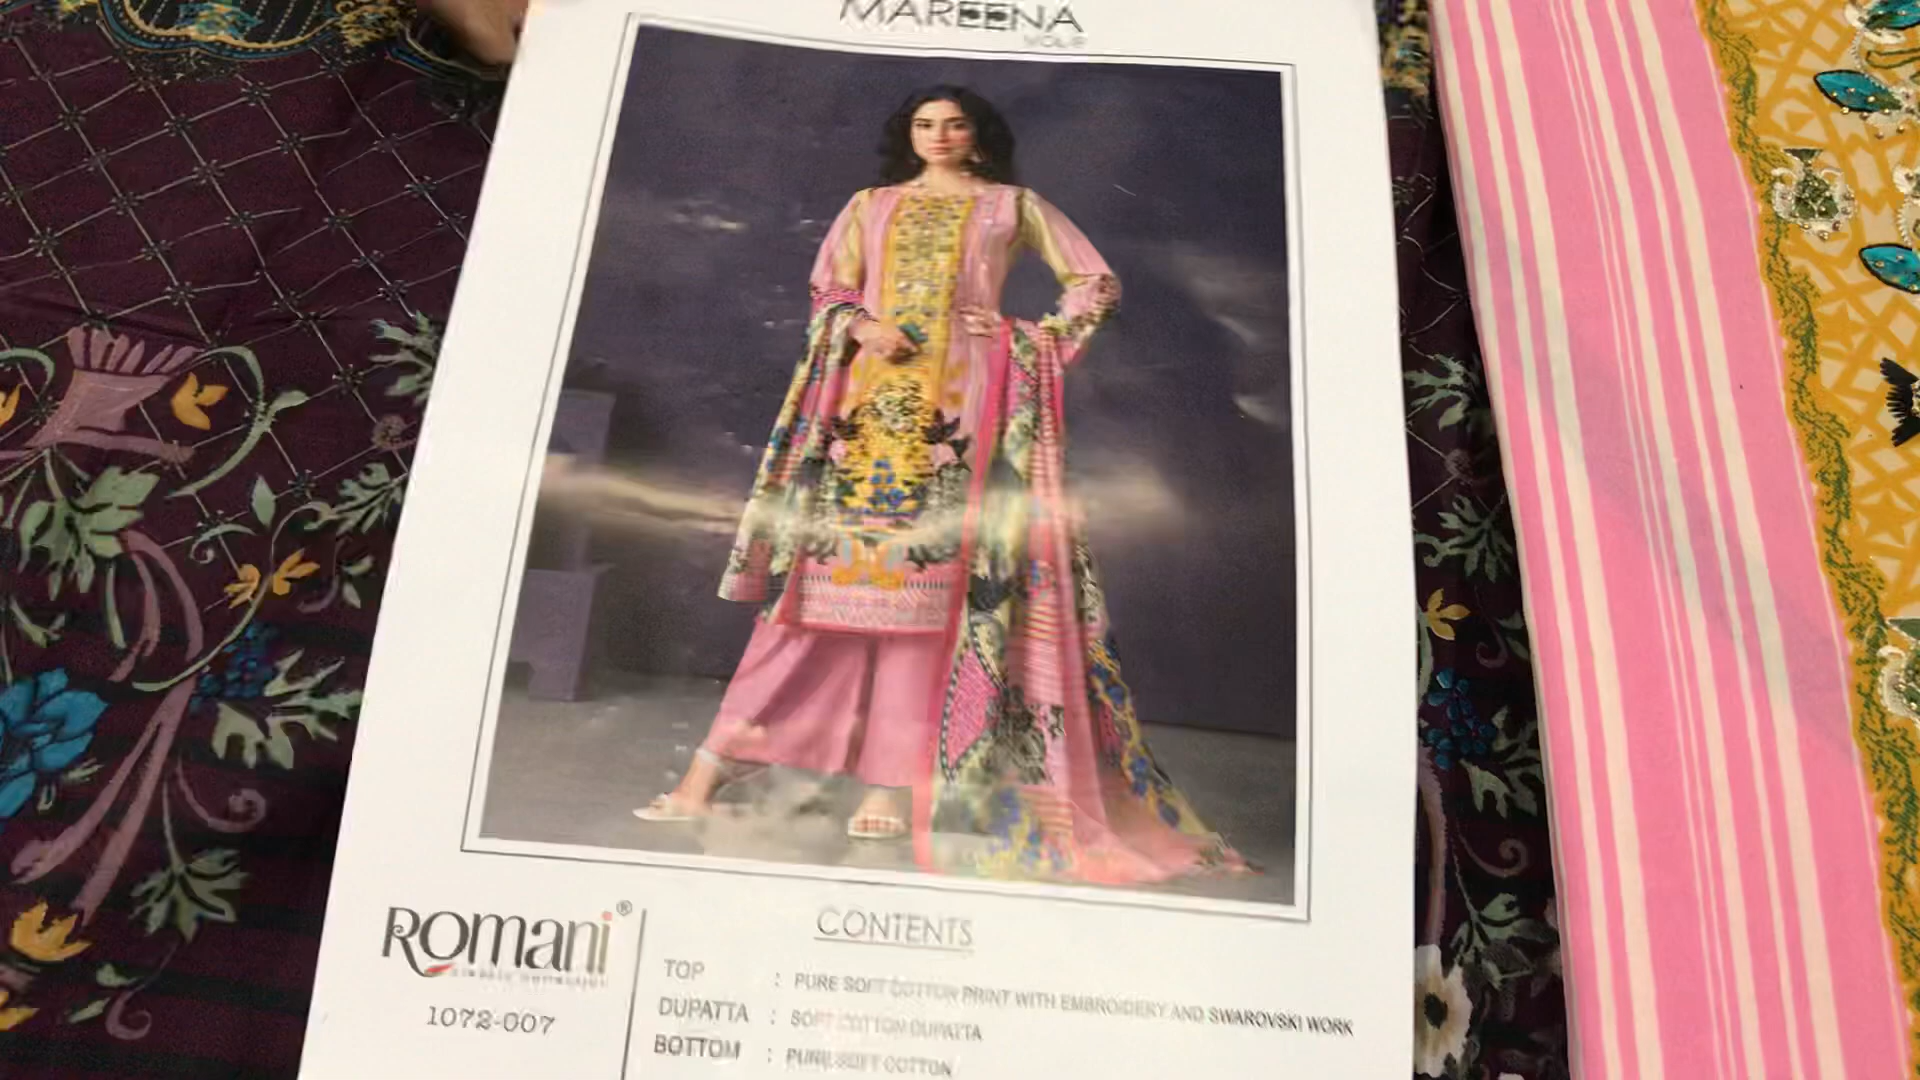 MAREENA
Romani®
1072-007
CONTENTS
TOP : PURE SOFT COTTON PRINT WITH EMBROIDERY AND SWAROVSKI WORK
DUPATTA : SOFT COTTON DUPATTA
BOTTOM : PURE SOFT COTTON